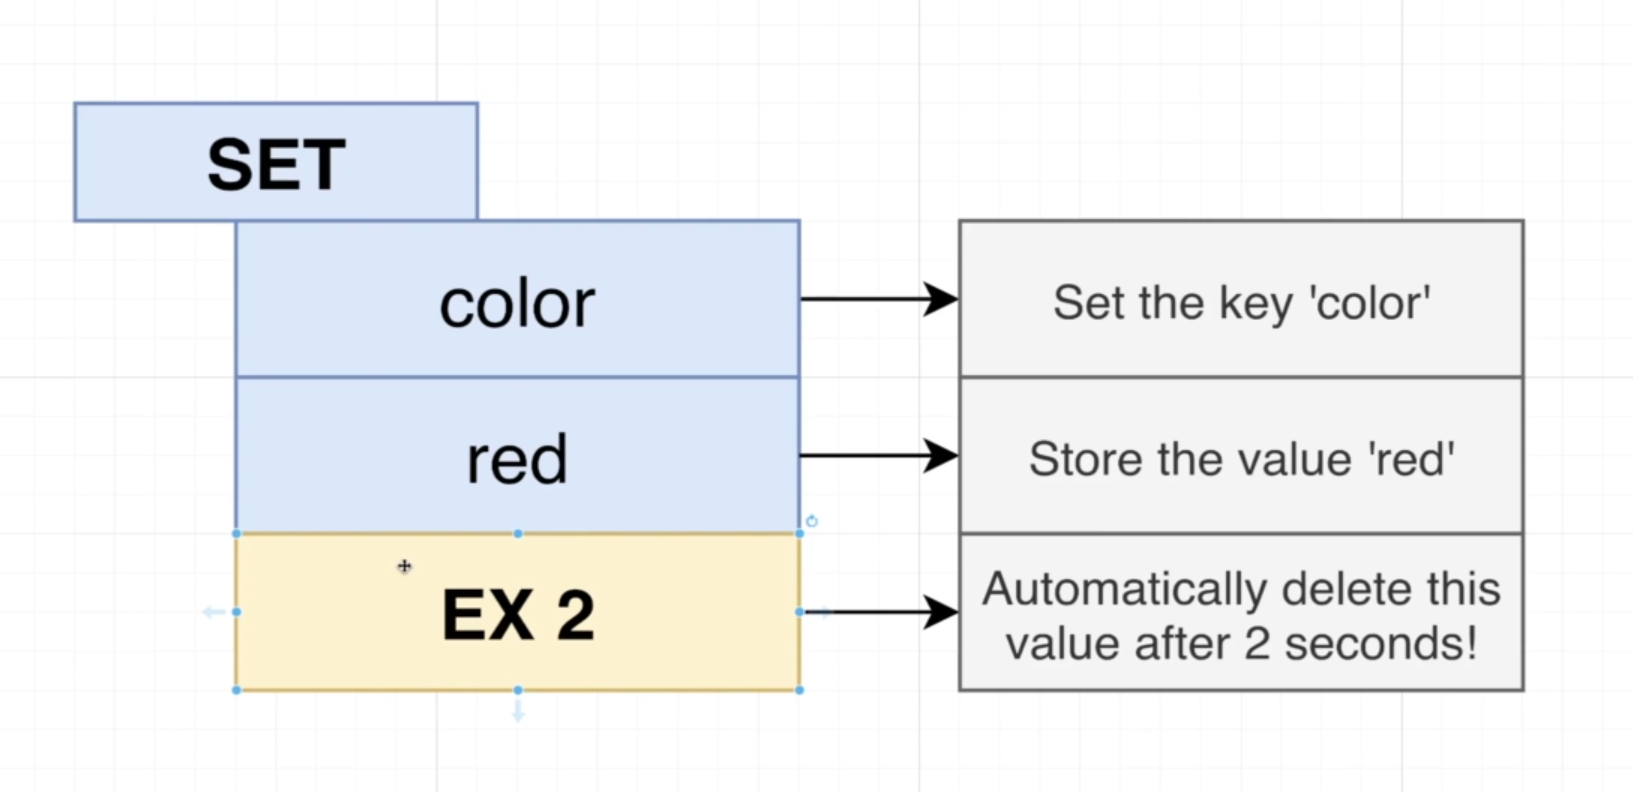 SET
color
Set the key 'color'
red
Store the value 'red'
EX 2
Automatically delete this
value after 2 seconds!